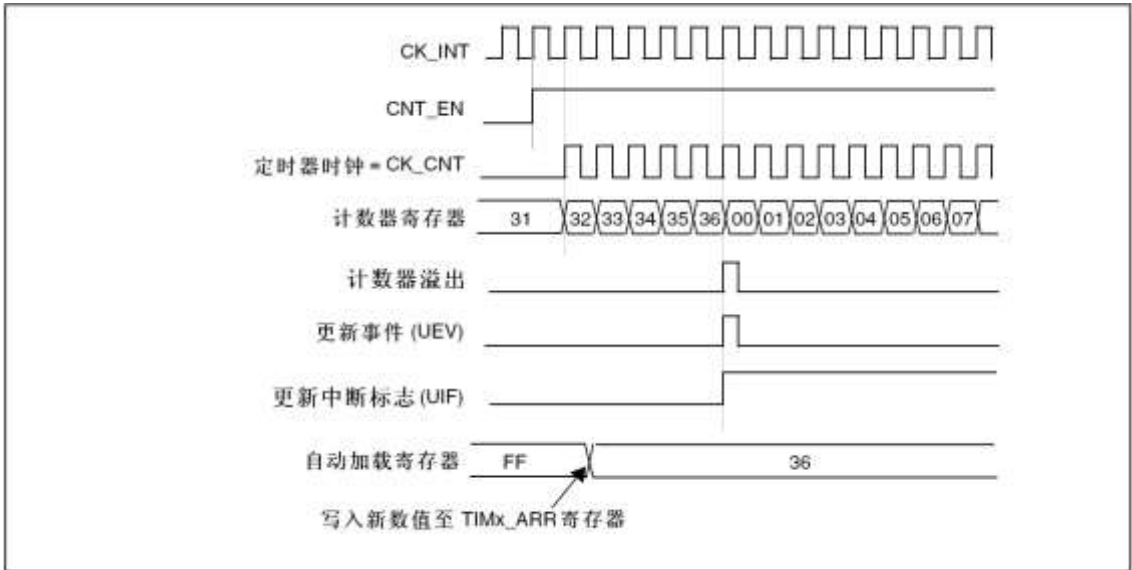 CK_INT
CNT_EN
定时器时钟 = CK_CNT
计数器寄存器 31 32 33 34 35 36 00 01 02 03 04 05 06 07
计数器溢出
更新事件 (UEV)
更新中断标志 (UIF)
自动加载寄存器 FF 36
写入新数值至 TIMx_ARR 寄存器